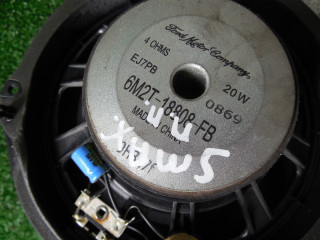 Ford Motor Company
4 OHMS
20W
EJ7PB
0869
6M2T-18808-FB
MADE IN CHINA